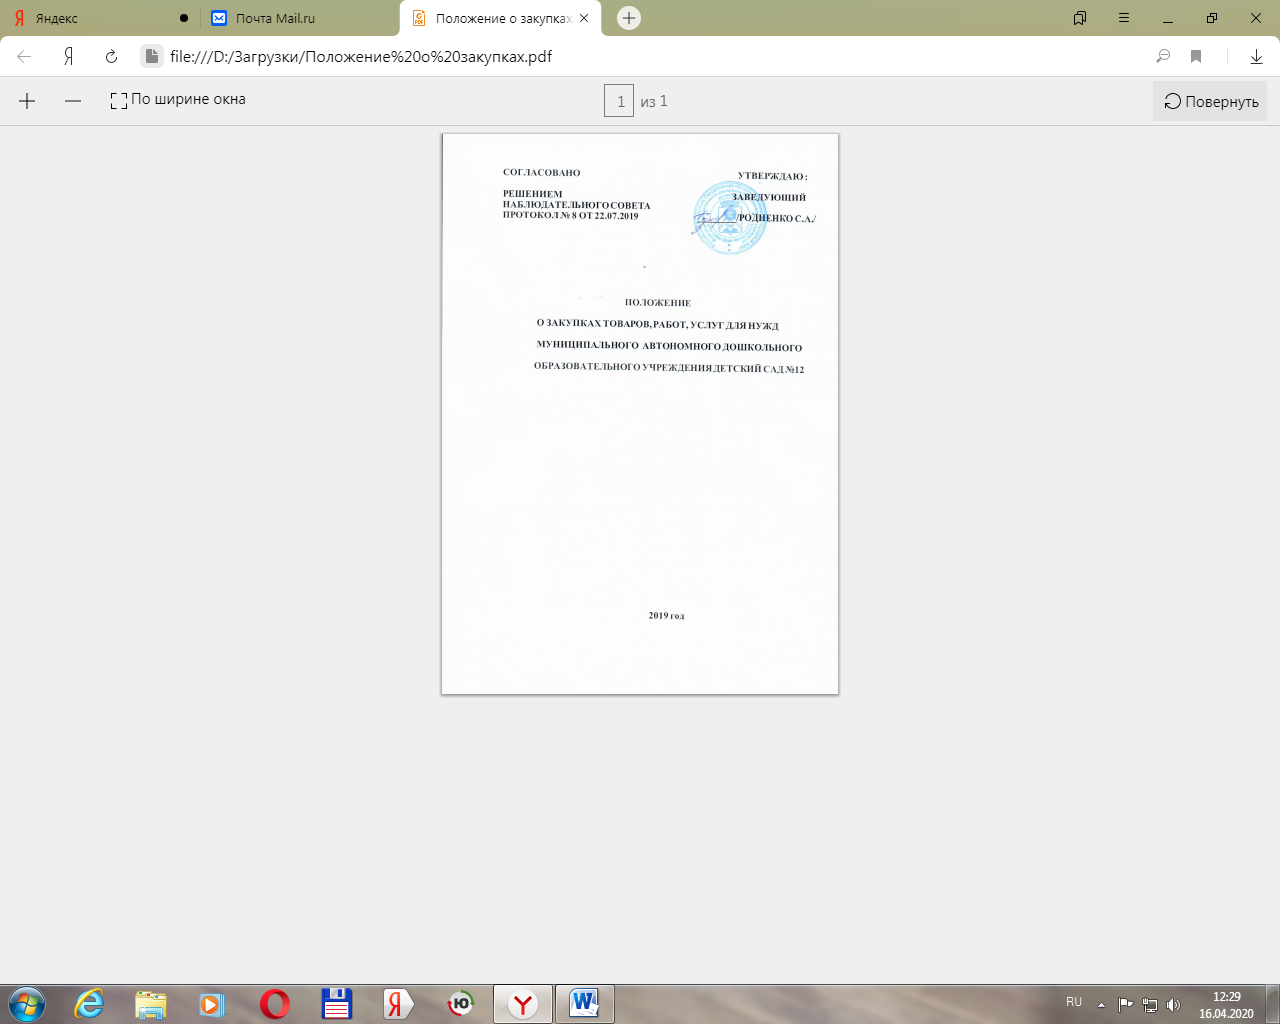 Яндекс
Почта Mail.ru
Положение о закупках
file:///D:/Загрузки/Положение%20о%20закупках.pdf
По ширине окна
1 из 1
Повернуть
СОГЛАСОВАНО
РЕШЕНИЕМ
НАБЛЮДАТЕЛЬНОГО СОВЕТА
ПРОТОКОЛ № 8 ОТ 22.07.2019
УТВЕРЖДАЮ :
ЗАВЕДУЮЩИЙ
/РОДНЕНКО С.А./
ПОЛОЖЕНИЕ
О ЗАКУПКАХ ТОВАРОВ, РАБОТ, УСЛУГ ДЛЯ НУЖД
МУНИЦИПАЛЬНОГО АВТОНОМНОГО ДОШКОЛЬНОГО
ОБРАЗОВАТЕЛЬНОГО УЧРЕЖДЕНИЯ ДЕТСКИЙ САД №12
2019 год
RU
12:29
16.04.2020